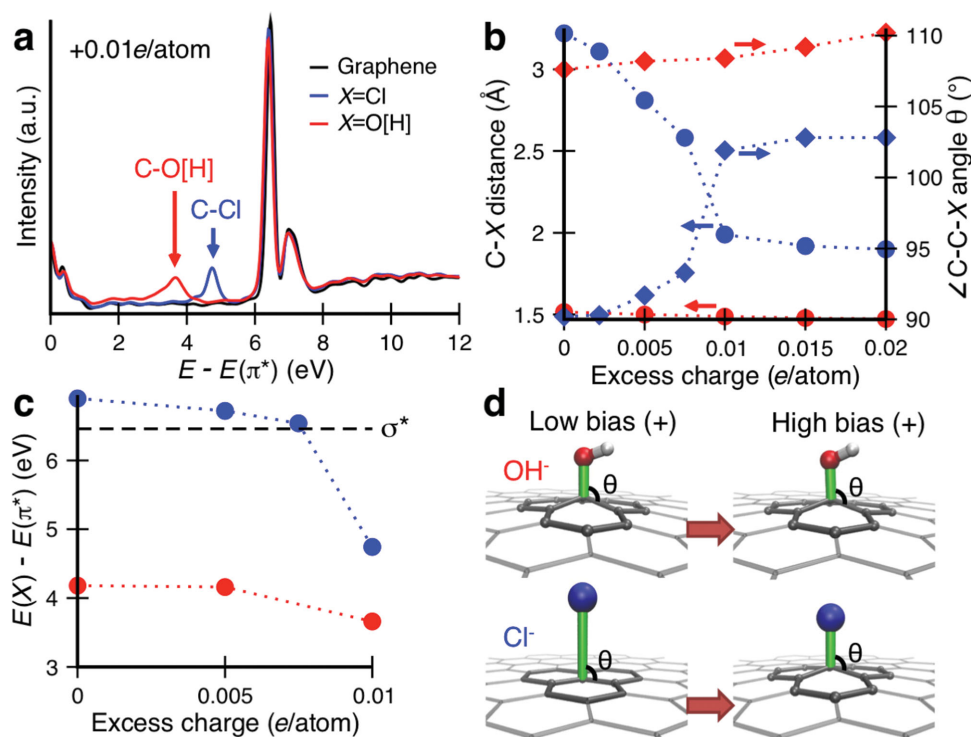 a
+0.01e/atom
Graphene
X=Cl
X=O[H]
C-O[H]
C-Cl
Intensity (a.u.)
0 2 4 6 8 10 12
E - E(π*) (eV)
b
C-X distance (Å)
3
2.5
2
1.5
∠C-C-X angle θ (°)
110
105
100
95
90
0 0.005 0.01 0.015 0.02
Excess charge (e/atom)
c
E(X) - E(π*) (eV)
6
5
4
3
σ*
0 0.005 0.01
Excess charge (e/atom)
d
Low bias (+) High bias (+)
OH⁻
θ θ
Cl⁻
θ θ